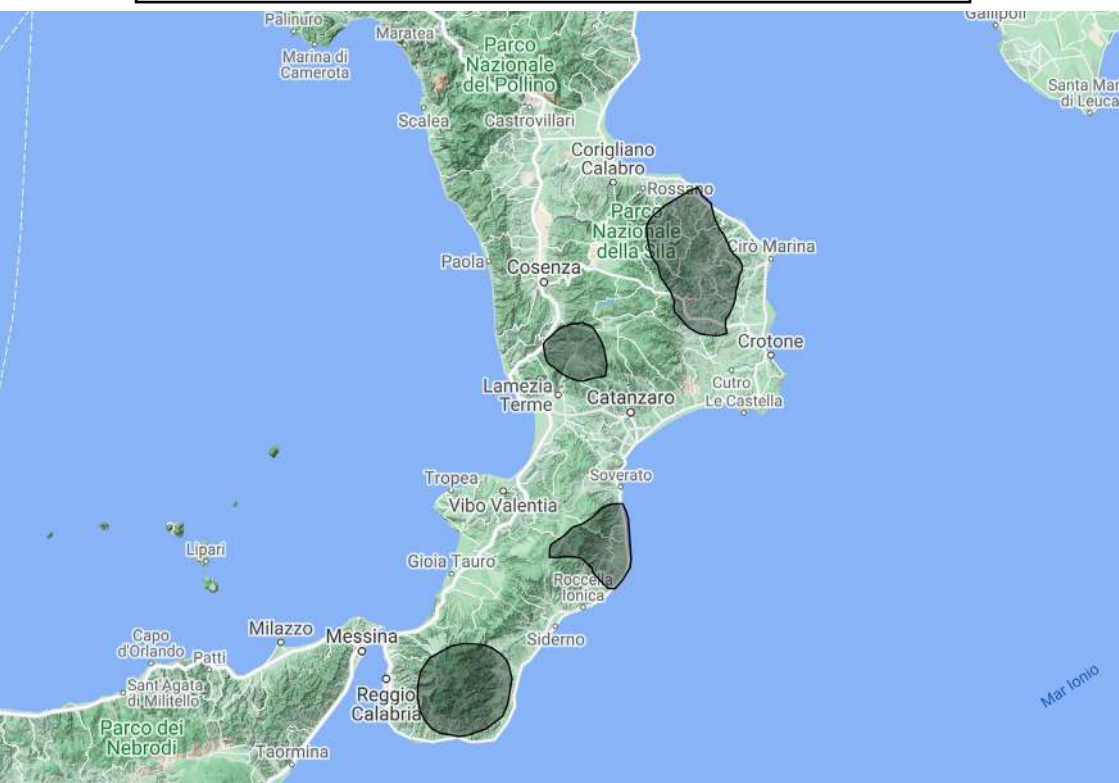 Palinuro
Maratea
Marina di
Camerota
Parco
Nazionale
del Pollino
Gallipoli
Santa Mar
di Leuca
Scalea
Castrovillari
Corigliano
Calabro
Rossano
Parco
Nazionale
della Sila
Cirò Marina
Paola
Cosenza
Crotone
Lamezia
Terme
Catanzaro
Cutro
Le Castella
Tropea
Vibo Valentia
Soverato
Lipari
Gioia Tauro
Roccella
Ionica
Siderno
Capo
d'Orlando
Patti
Milazzo
Messina
Sant'Agata
di Militello
Reggio
Calabria
Mar Ionio
Parco dei
Nebrodi
Taormina